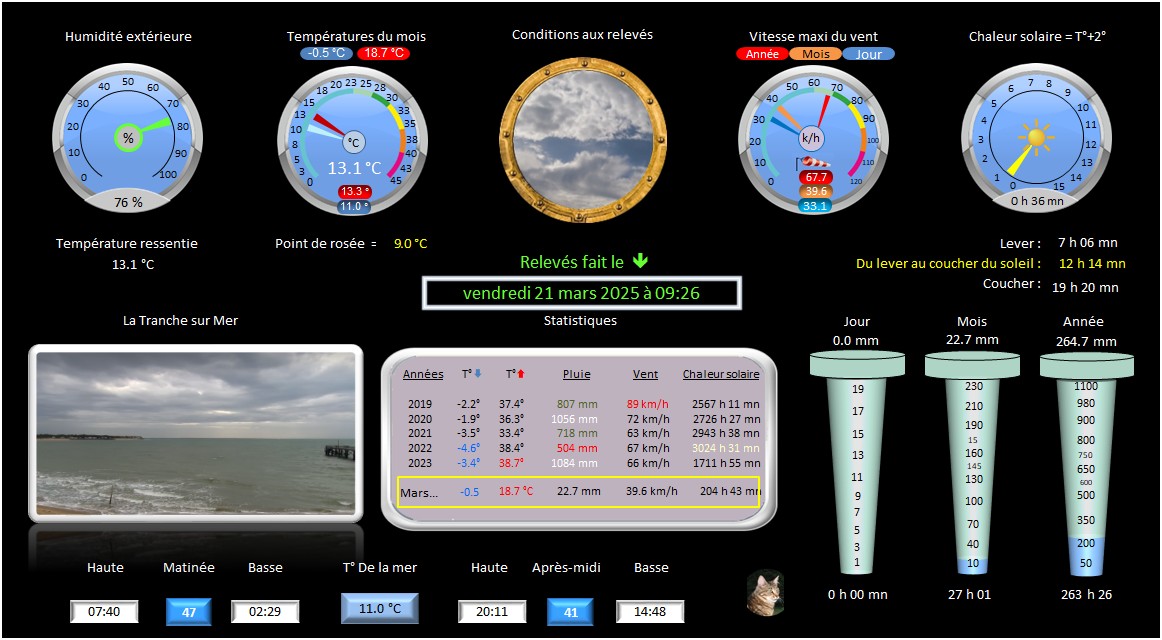 Humidité extérieure
Températures du mois
-0.5 °C 18.7 °C
Conditions aux relevés
Vitesse maxi du vent
Année Mois Jour
Chaleur solaire = T°+2°
0 10 20 30 40 50 60 70 80 90 100
%
76 %
0 3 5 8 10 13 15 18 20 23 25 28 30 33 35 38 40 43 45
°C
13.1 °C
13.3 °
11.0 °
0 10 20 30 40 50 60 70 80 90 100 110 120
k/h
67.7
39.6
33.1
0 1 2 3 4 5 6 7 8 9 10 11 12 13 14 15
0 h 36 mn
Température ressentie
13.1 °C
Point de rosée = 9.0 °C
Lever : 7 h 06 mn
Du lever au coucher du soleil : 12 h 14 mn
Coucher : 19 h 20 mn
Relevés fait le
vendredi 21 mars 2025 à 09:26
La Tranche sur Mer
Statistiques
Années T° T° Pluie Vent Chaleur solaire
2019 -2.2° 37.4° 807 mm 89 km/h 2567 h 11 mn
2020 -1.9° 36.3° 1056 mm 72 km/h 2726 h 27 mn
2021 -3.5° 33.4° 718 mm 63 km/h 2943 h 38 mn
2022 -4.6° 38.4° 504 mm 67 km/h 3024 h 31 mn
2023 -3.4° 38.7° 1084 mm 66 km/h 1711 h 55 mn
Mars... -0.5 18.7 °C 22.7 mm 39.6 km/h 204 h 43 mn
Jour
0.0 mm
19
17
15
13
11
9
7
5
3
1
0 h 00 mn
Mois
22.7 mm
230
210
190
15
160
145
130
100
70
40
10
27 h 01
Année
264.7 mm
1100
980
900
800
750
650
600
500
350
200
50
263 h 26
Haute Matinée Basse
07:40 47 02:29
T° De la mer
11.0 °C
Haute Après-midi Basse
20:11 41 14:48